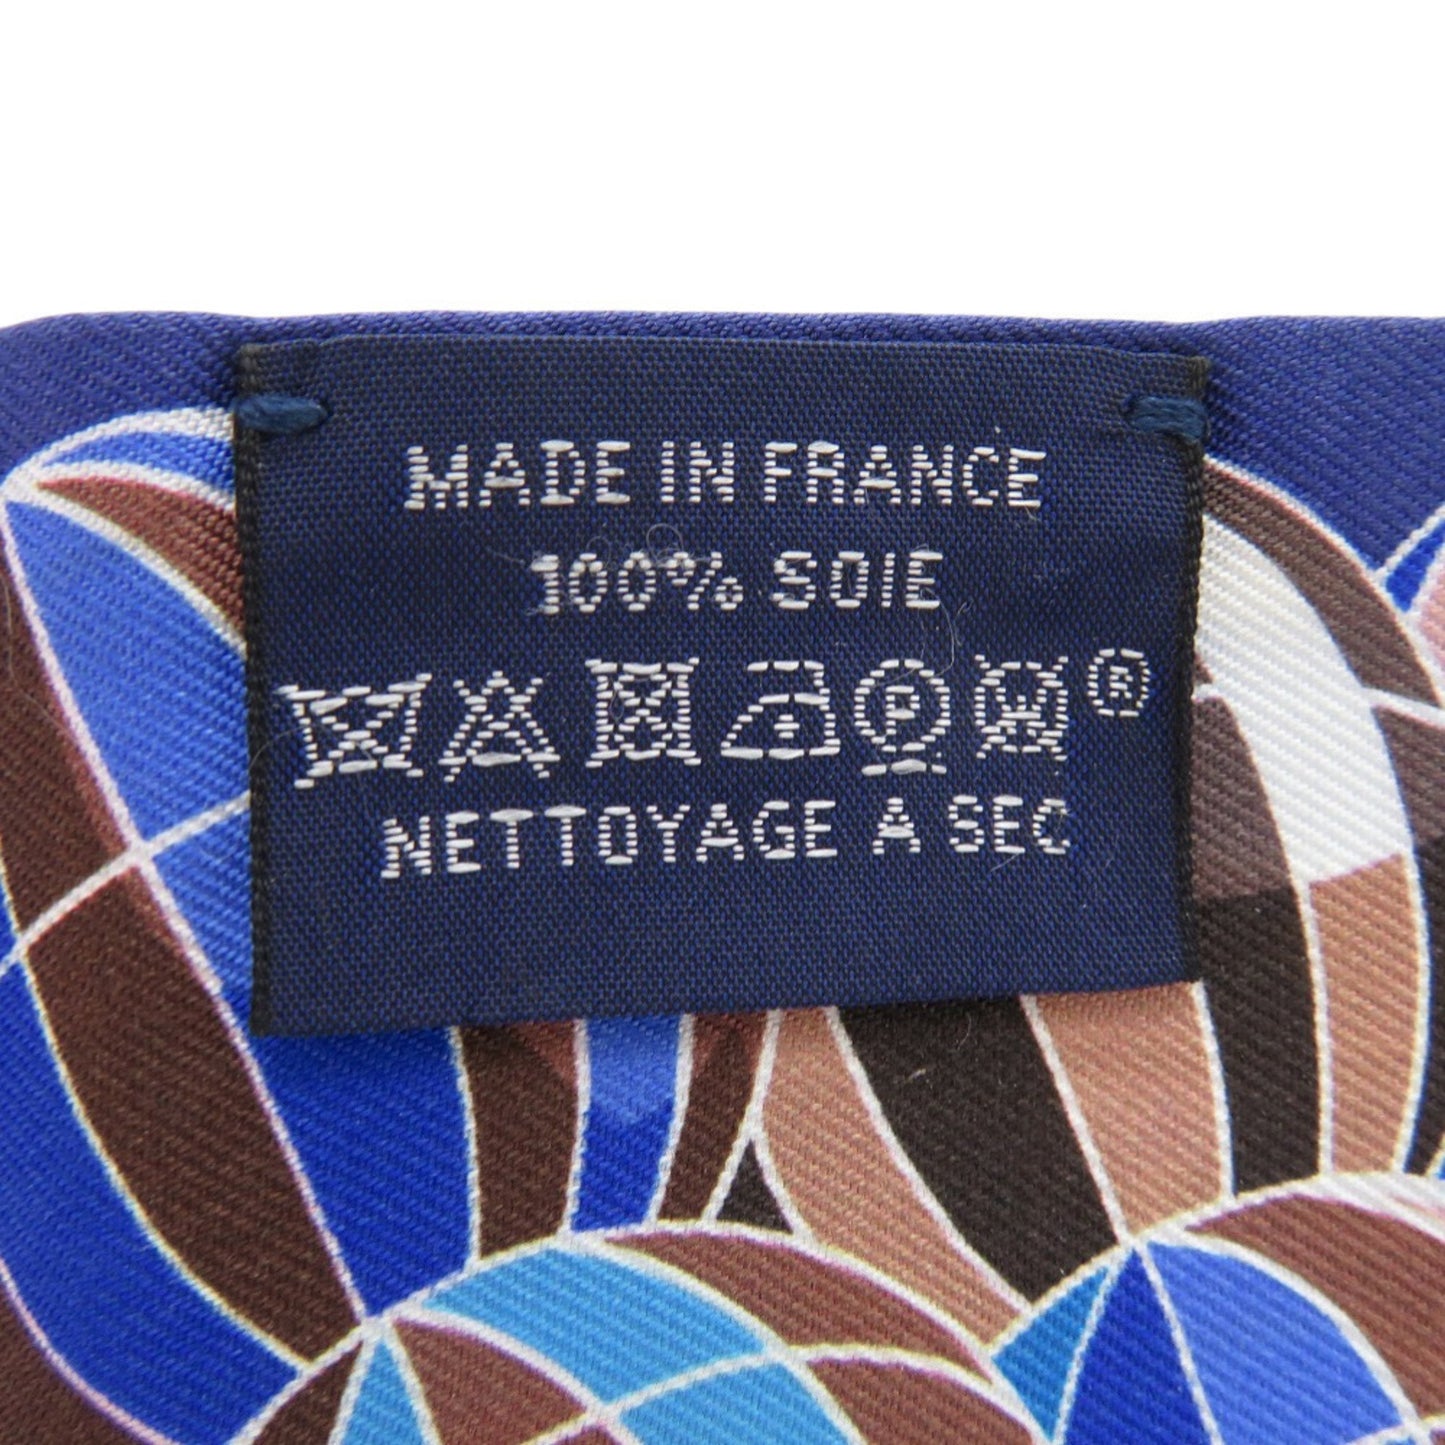 MADE IN FRANCE
100% SOIE
P W ®
NETTOYAGE A SEC